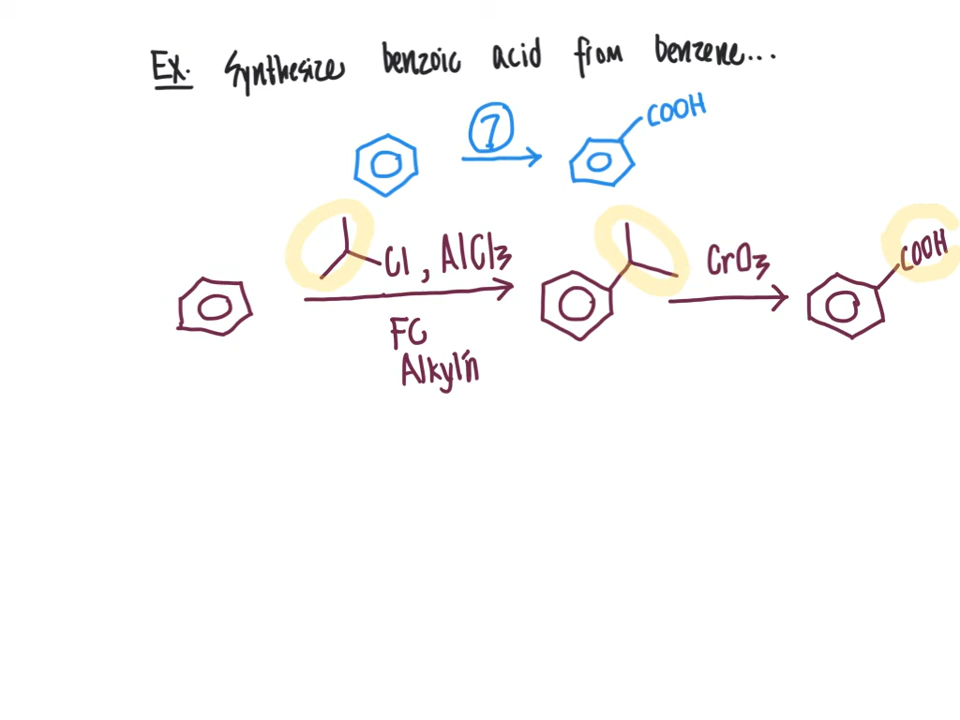 Ex. Synthesize benzoic acid from benzene...
?
COOH
Cl, AlCl3
CrO3
COOH
FC
Alkyl'n